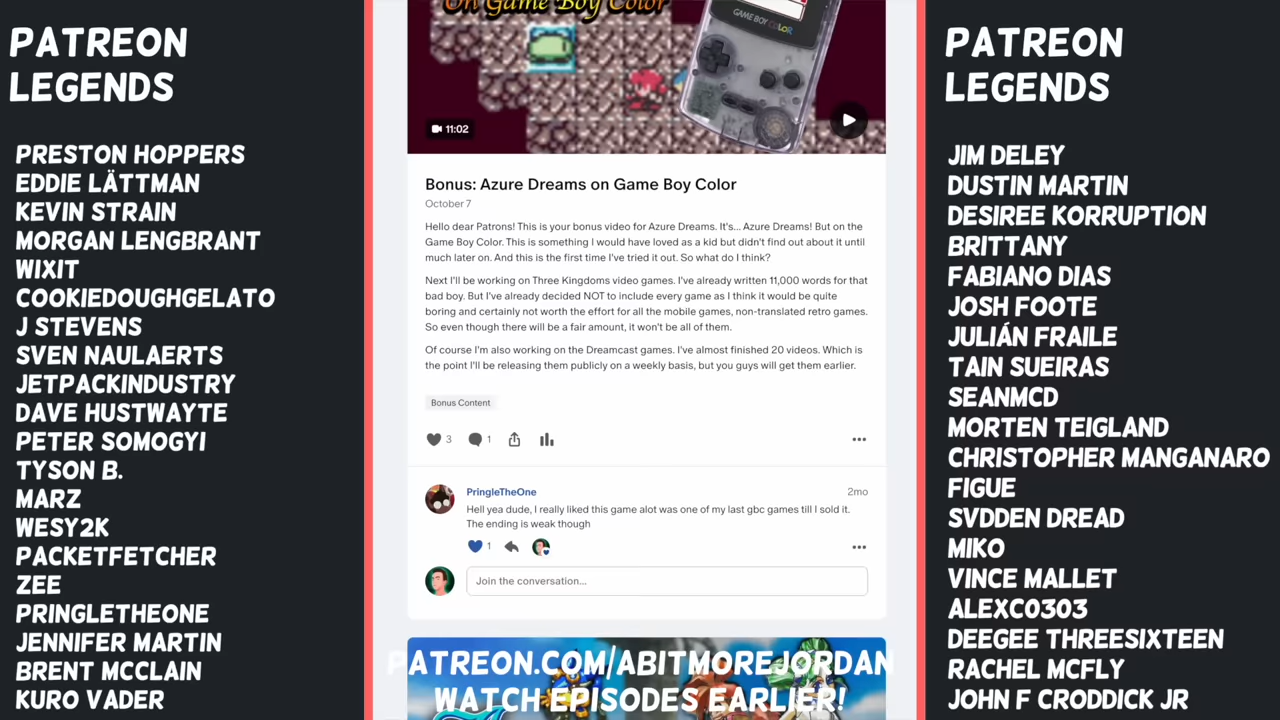 PATREON
LEGENDS
PRESTON HOPPERS
EDDIE LÄTTMAN
KEVIN STRAIN
MORGAN LENGBRANT
WIXIT
COOKIEDOUGHGELATO
J STEVENS
SVEN NAULAERTS
JETPACKINDUSTRY
DAVE HUSTWAYTE
PETER SOMOGYI
TYSON B.
MARZ
WESY2K
PACKETFETCHER
ZEE
PRINGLETHEONE
JENNIFER MARTIN
BRENT MCCLAIN
KURO VADER
On Game Boy Color
GAME BOY COLOR
11:02
Bonus: Azure Dreams on Game Boy Color
October 7
Hello dear Patrons! This is your bonus video for Azure Dreams. It's... Azure Dreams! But on the
Game Boy Color. This is something I would have loved as a kid but didn't find out about it until
much later on. And this is the first time I've tried it out. So what do I think?
Next I'll be working on Three Kingdoms video games. I've already written 11,000 words for that
bad boy. But I've already decided NOT to include every game as I think it would be quite
boring and certainly not worth the effort for all the mobile games, non-translated retro games.
So even though there will be a fair amount, it won't be all of them.
Of course I'm also working on the Dreamcast games. I've almost finished 20 videos. Which is
the point I'll be releasing them publicly on a weekly basis, but you guys will get them earlier.
Bonus Content
3 1
PringleTheOne 2mo
Hell yea dude, I really liked this game alot was one of my last gbc games till I sold it.
The ending is weak though
1
Join the conversation...
PATREON.COM/ABITMOREJORDAN
WATCH EPISODES EARLIER!
PATREON
LEGENDS
JIM DELEY
DUSTIN MARTIN
DESIREE KORRUPTION
BRITTANY
FABIANO DIAS
JOSH FOOTE
JULIÁN FRAILE
TAIN SUEIRAS
SEANMCD
MORTEN TEIGLAND
CHRISTOPHER MANGANARO
FIGUE
SVDDEN DREAD
MIKO
VINCE MALLET
ALEXC0303
DEEGEE THREESIXTEEN
RACHEL MCFLY
JOHN F CRODDICK JR